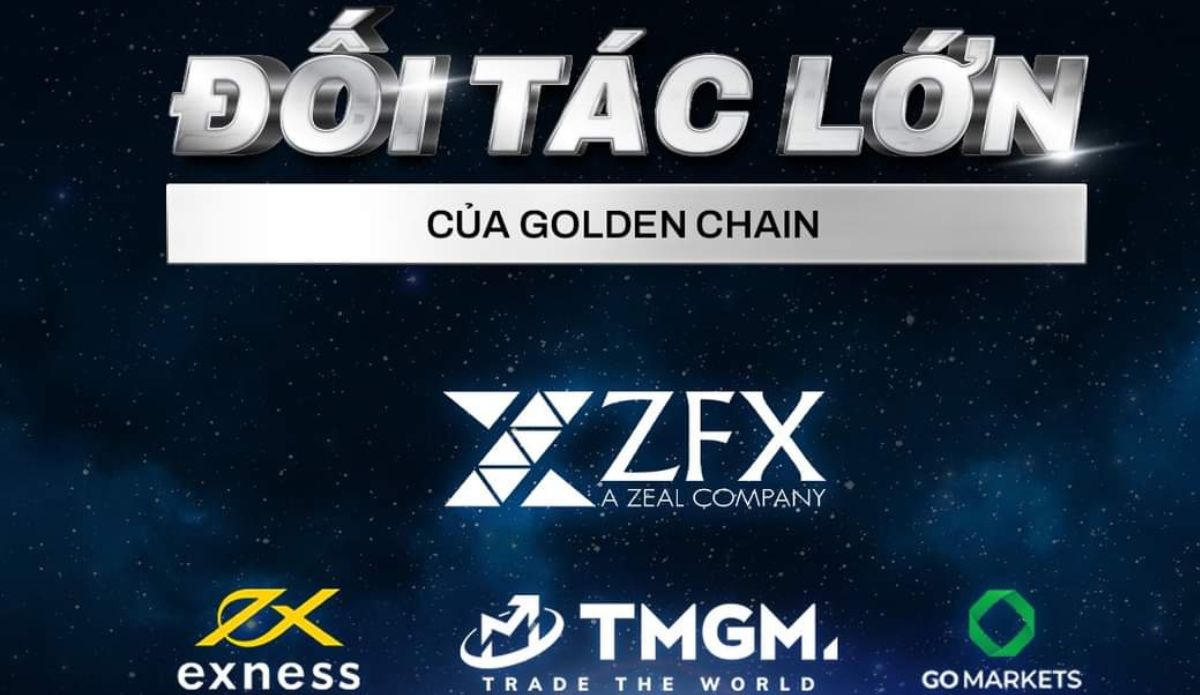 ĐỐI TÁC LỚN
CỦA GOLDEN CHAIN
ZFX
A ZEAL COMPANY
exness
TMGM.
TRADE THE WORLD
GO MARKETS